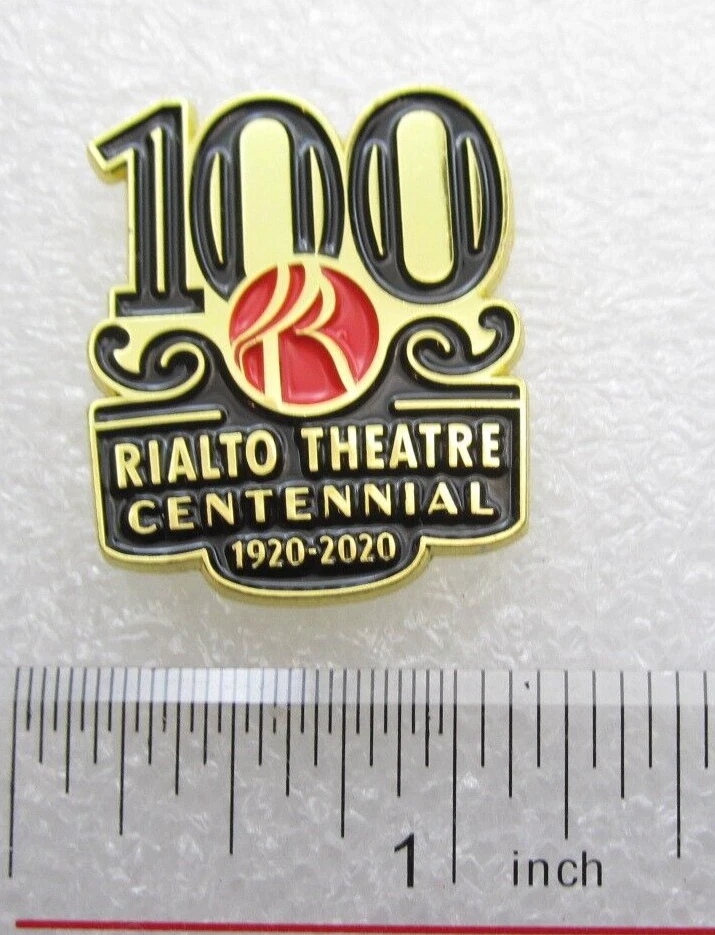 100
R
RIALTO THEATRE
CENTENNIAL
1920-2020
1 inch